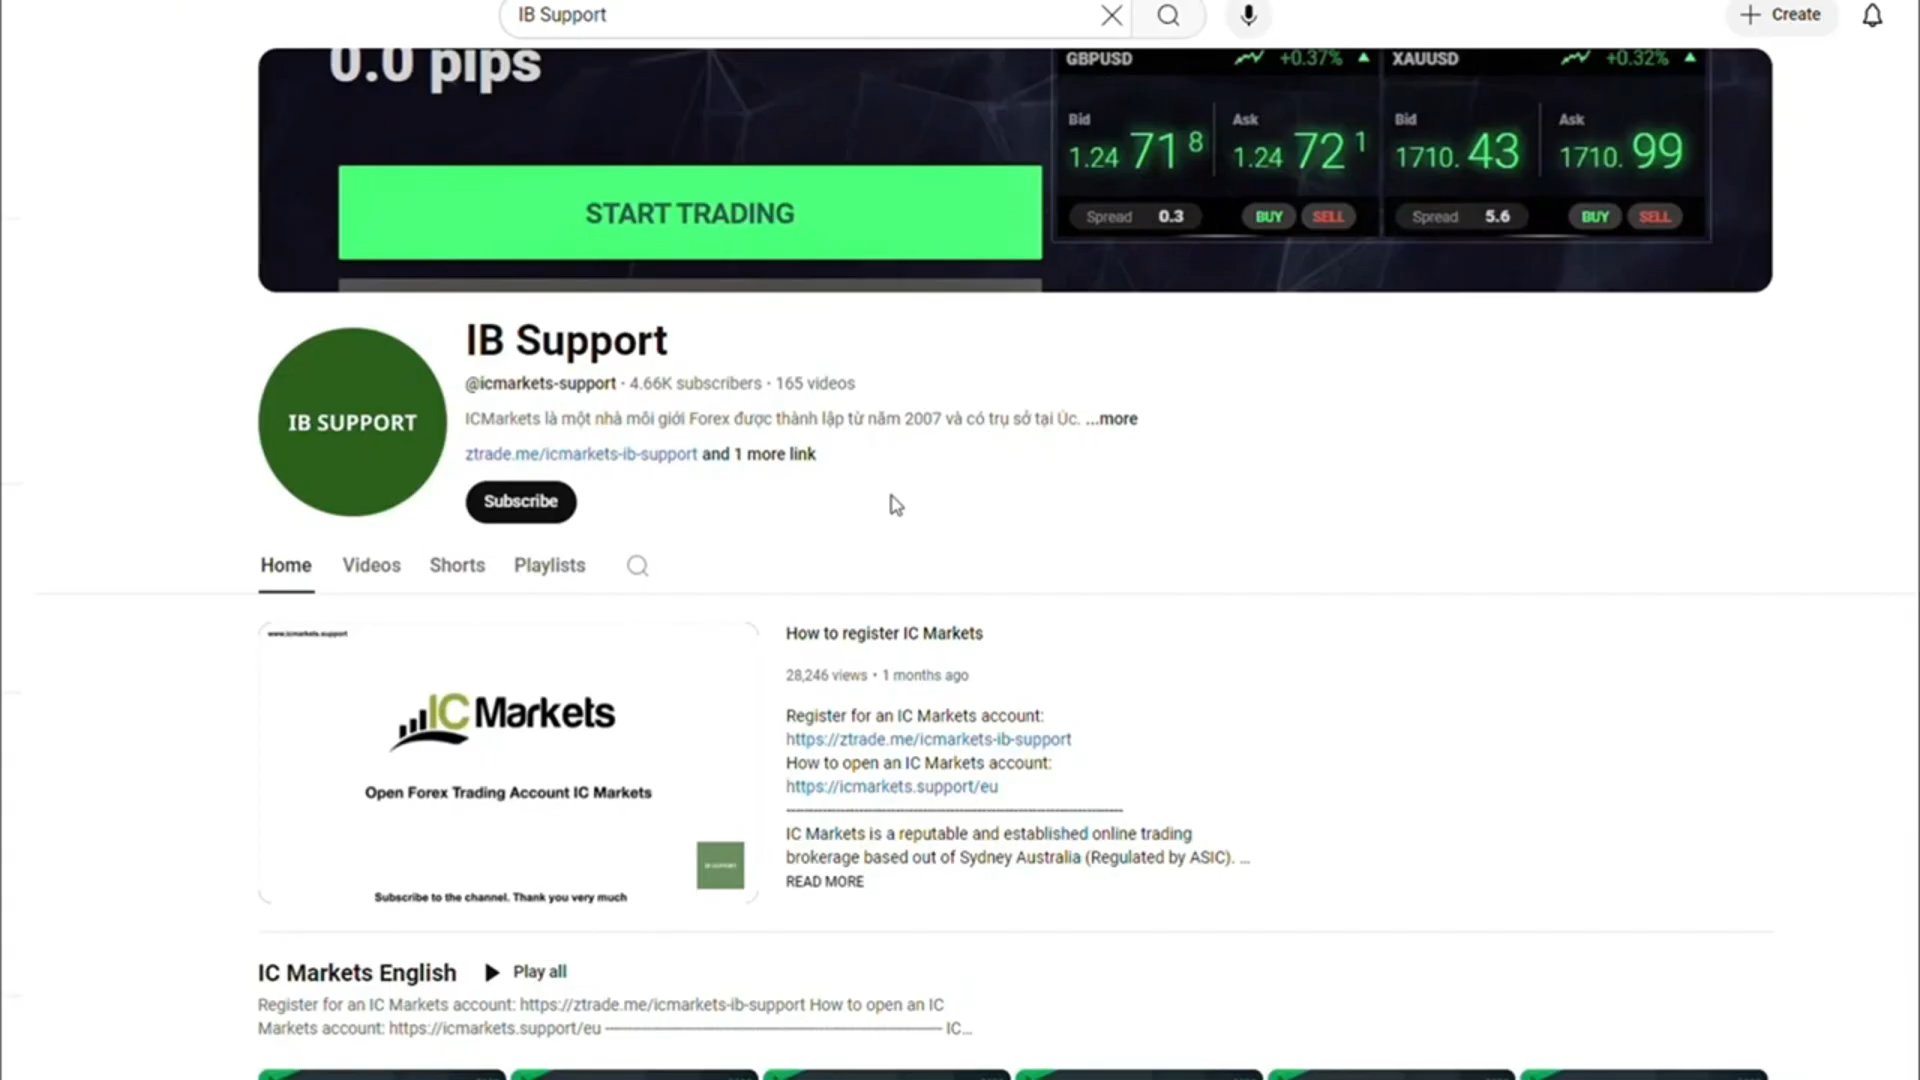 IB Support
Create
0.0 pips
START TRADING
GBPUSD +0.37% XAUUSD +0.32%
Bid Ask Bid Ask
1.24 71 8 1.24 72 1 1710. 43 1710. 99
Spread 0.3 BUY SELL Spread 5.6 BUY SELL
IB SUPPORT
IB Support
@icmarkets-support · 4.66K subscribers · 165 videos
ICMarkets là một nhà môi giới Forex được thành lập từ năm 2007 và có trụ sở tại Úc. ...more
ztrade.me/icmarkets-ib-support and 1 more link
Subscribe
Home Videos Shorts Playlists
www.icmarkets.support
IC Markets
Open Forex Trading Account IC Markets
IB SUPPORT
Subscribe to the channel. Thank you very much
How to register IC Markets
28,246 views • 1 months ago
Register for an IC Markets account:
https://ztrade.me/icmarkets-ib-support
How to open an IC Markets account:
https://icmarkets.support/eu
------------------------------------------------------------
IC Markets is a reputable and established online trading
brokerage based out of Sydney Australia (Regulated by ASIC). ...
READ MORE
IC Markets English Play all
Register for an IC Markets account: https://ztrade.me/icmarkets-ib-support How to open an IC
Markets account: https://icmarkets.support/eu ------------------------------------------------------------ IC...